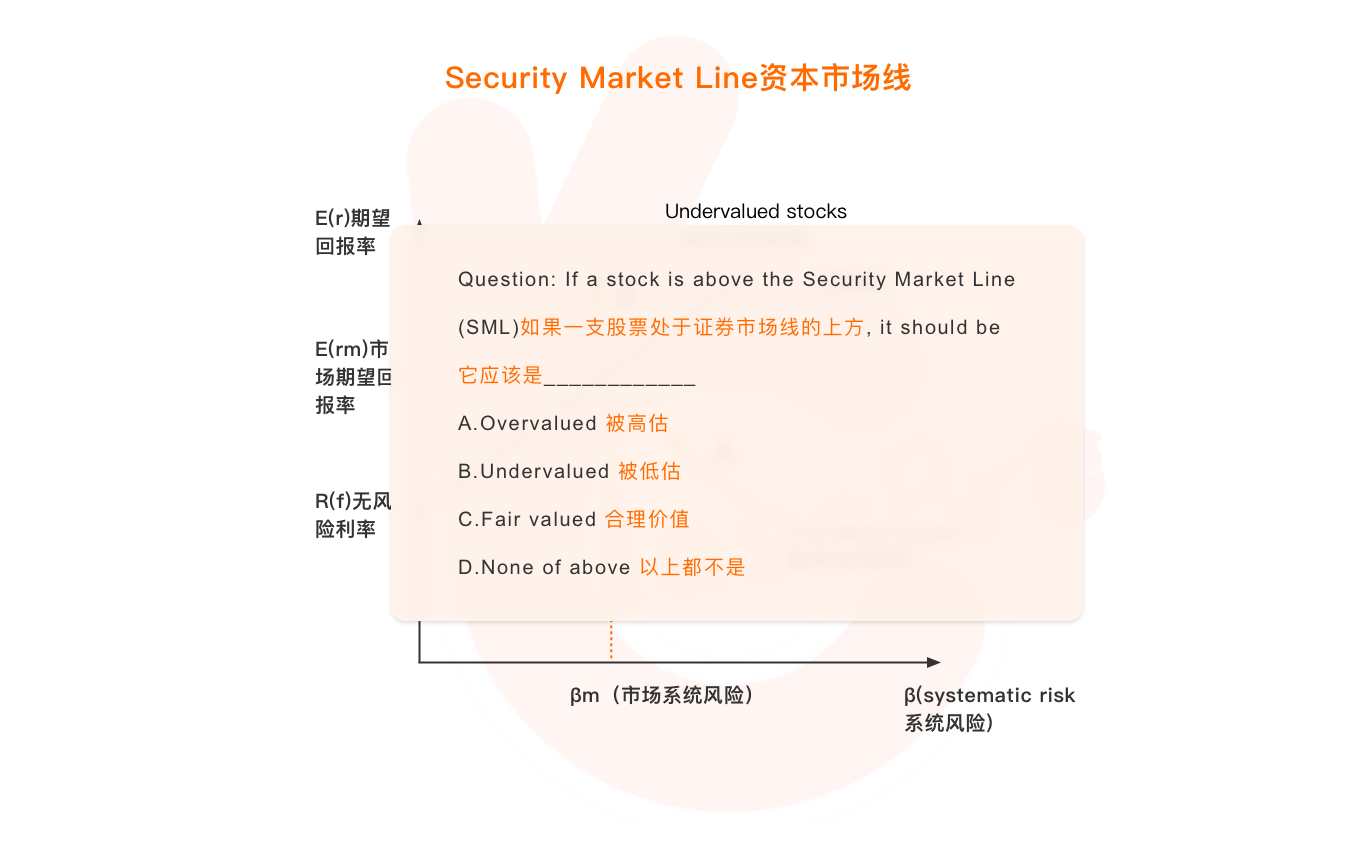 Security Market Line资本市场线
Undervalued stocks
E(r)期望
回报率
Question: If a stock is above the Security Market Line
(SML)如果一支股票处于证券市场线的上方, it should be
它应该是____________
A.Overvalued 被高估
B.Undervalued 被低估
C.Fair valued 合理价值
D.None of above 以上都不是
E(rm)市
场期望回
报率
R(f)无风
险利率
βm（市场系统风险）
β(systematic risk
系统风险)